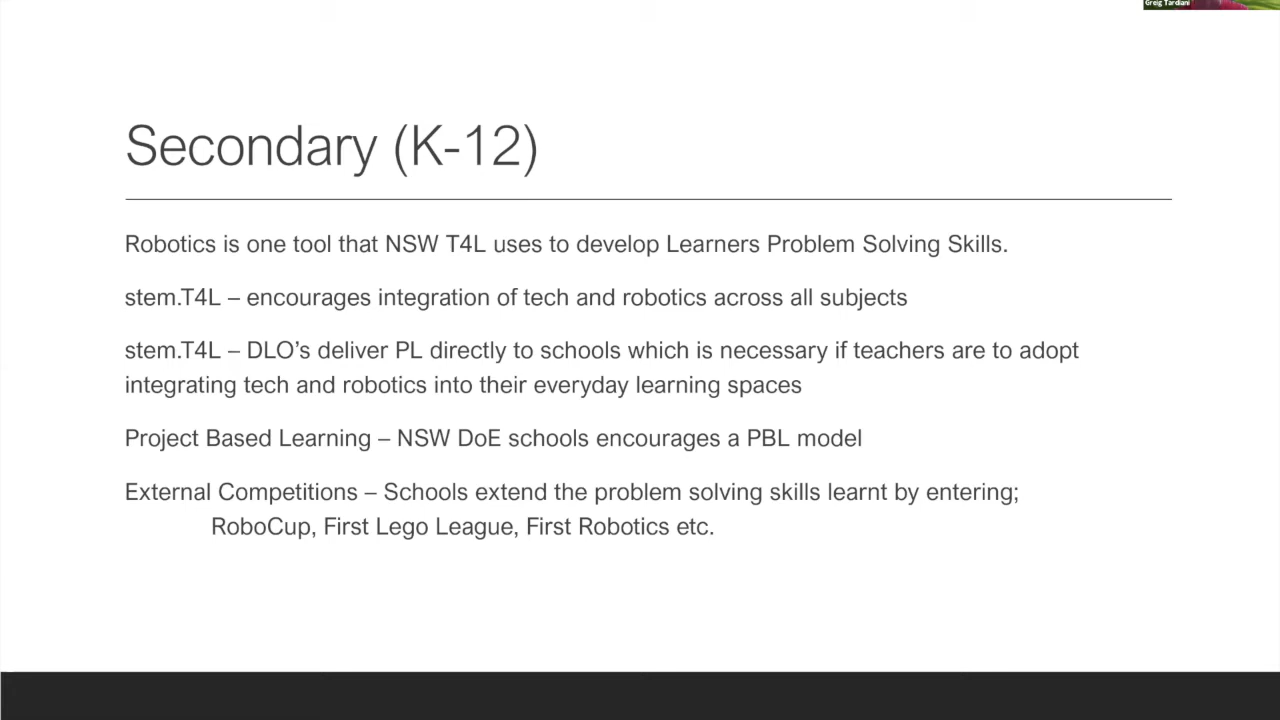 Greig Tardiani
Secondary (K-12)
Robotics is one tool that NSW T4L uses to develop Learners Problem Solving Skills.
stem.T4L – encourages integration of tech and robotics across all subjects
stem.T4L – DLO’s deliver PL directly to schools which is necessary if teachers are to adopt
integrating tech and robotics into their everyday learning spaces
Project Based Learning – NSW DoE schools encourages a PBL model
External Competitions – Schools extend the problem solving skills learnt by entering;
RoboCup, First Lego League, First Robotics etc.